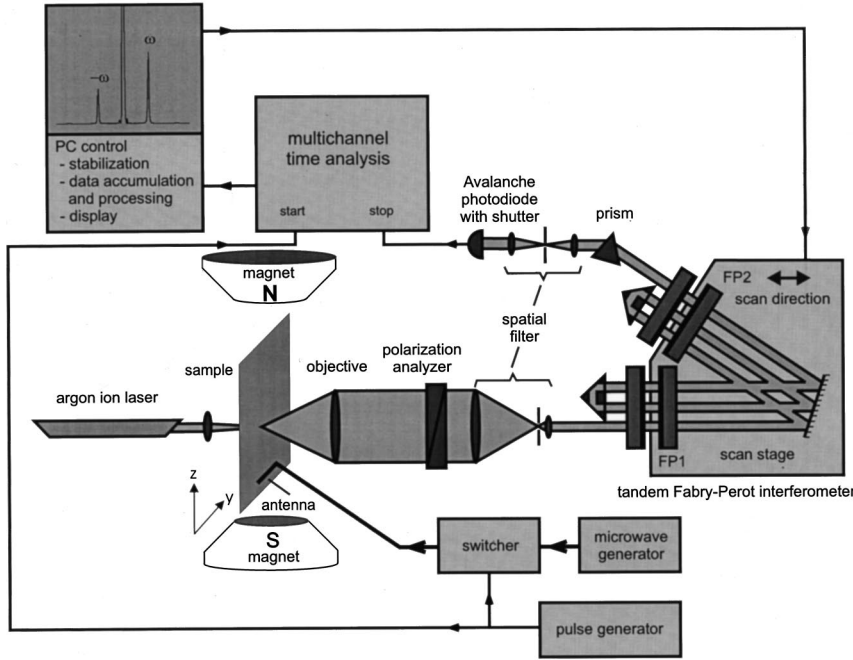 ω
-ω
PC control
- stabilization
- data accumulation
and processing
- display
multichannel
time analysis
start
stop
Avalanche
photodiode
with shutter
prism
FP2
scan direction
magnet
N
spatial
filter
sample
objective
polarization
analyzer
argon ion laser
FP1
scan stage
tandem Fabry-Perot interferometer
z
y
antenna
S
magnet
switcher
microwave
generator
pulse generator